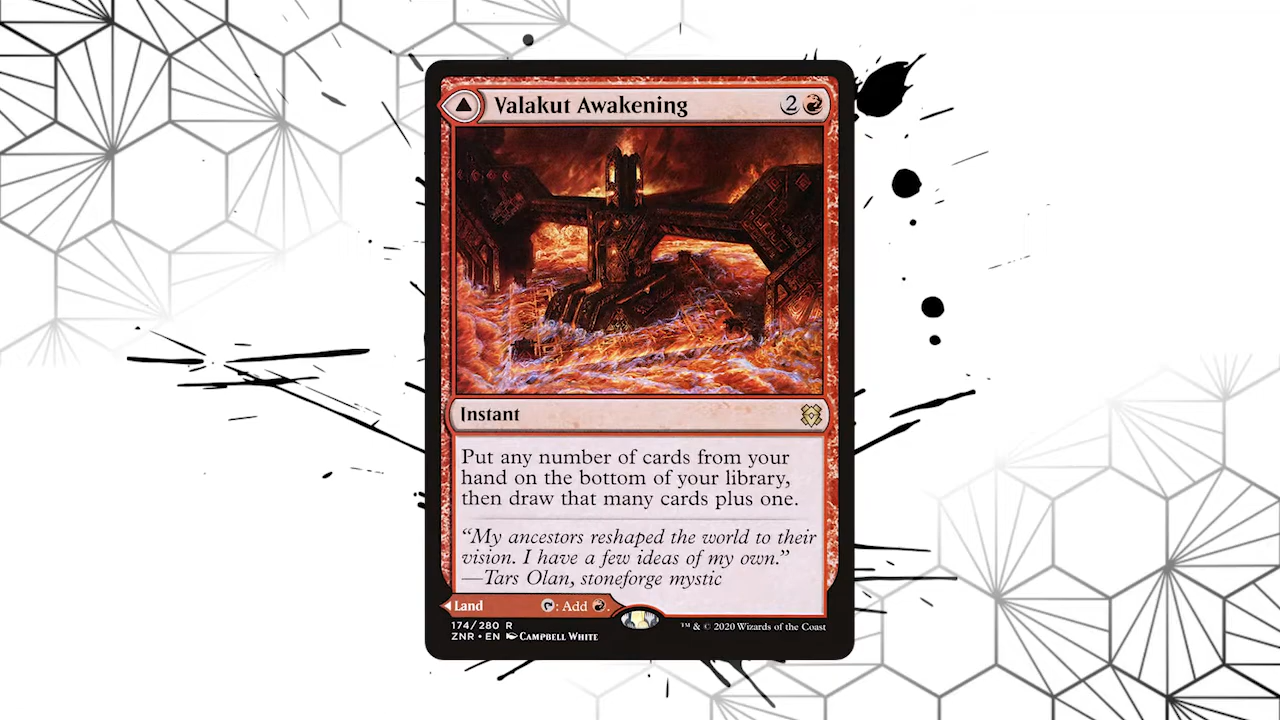 Valakut Awakening 2
Instant
Put any number of cards from your
hand on the bottom of your library,
then draw that many cards plus one.
“My ancestors reshaped the world to their
vision. I have a few ideas of my own.”
—Tars Olan, stoneforge mystic
Land : Add .
174/280 R
ZNR • EN Campbell White
™ & © 2020 Wizards of the Coast